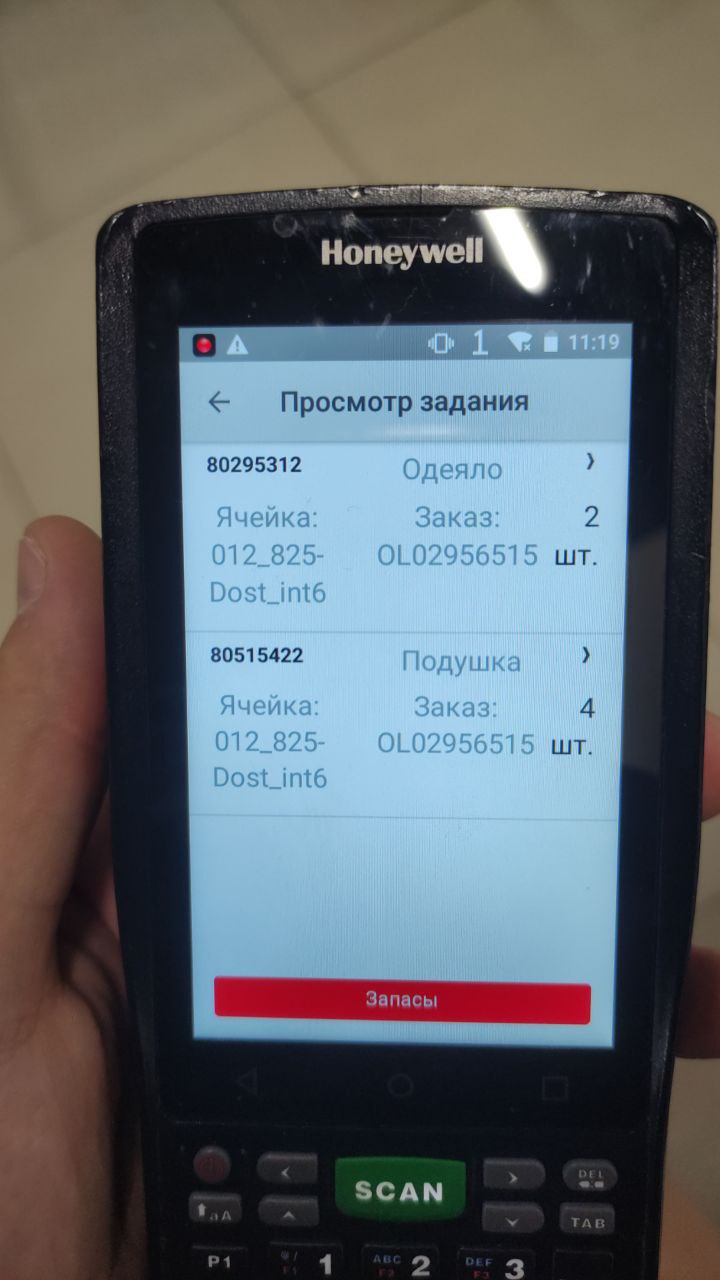 Honeywell
1 11:19
Просмотр задания
80295312 Одеяло
Ячейка: Заказ: 2
012_825- OL02956515 шт.
Dost_int6
80515422 Подушка
Ячейка: Заказ: 4
012_825- OL02956515 шт.
Dost_int6
Запасы
SCAN
DEL
aA
TAB
P1 1 ABC 2 DEF 3